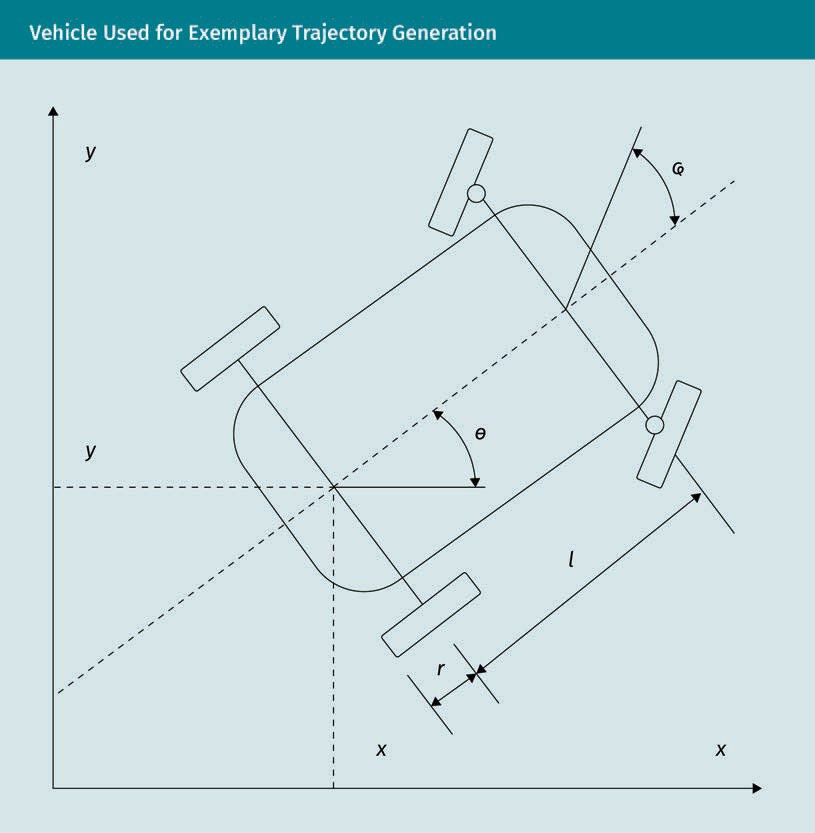 Vehicle Used for Exemplary Trajectory Generation
y
φ
θ
y
l
r
x
x